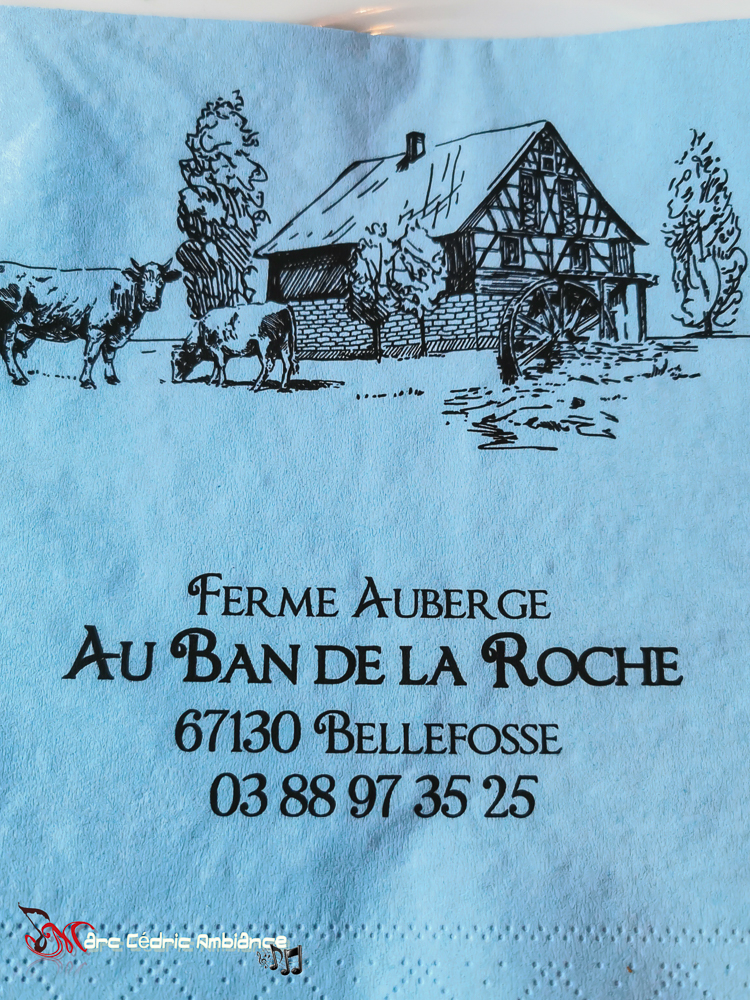 Ferme Auberge
Au Ban de la Roche
67130 Bellefosse
03 88 97 35 25
Marc Cédric Ambiance